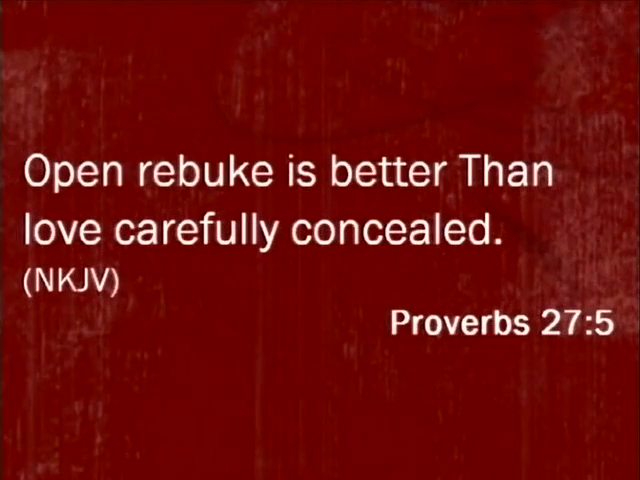 Open rebuke is better Than
love carefully concealed.
(NKJV)
Proverbs 27:5